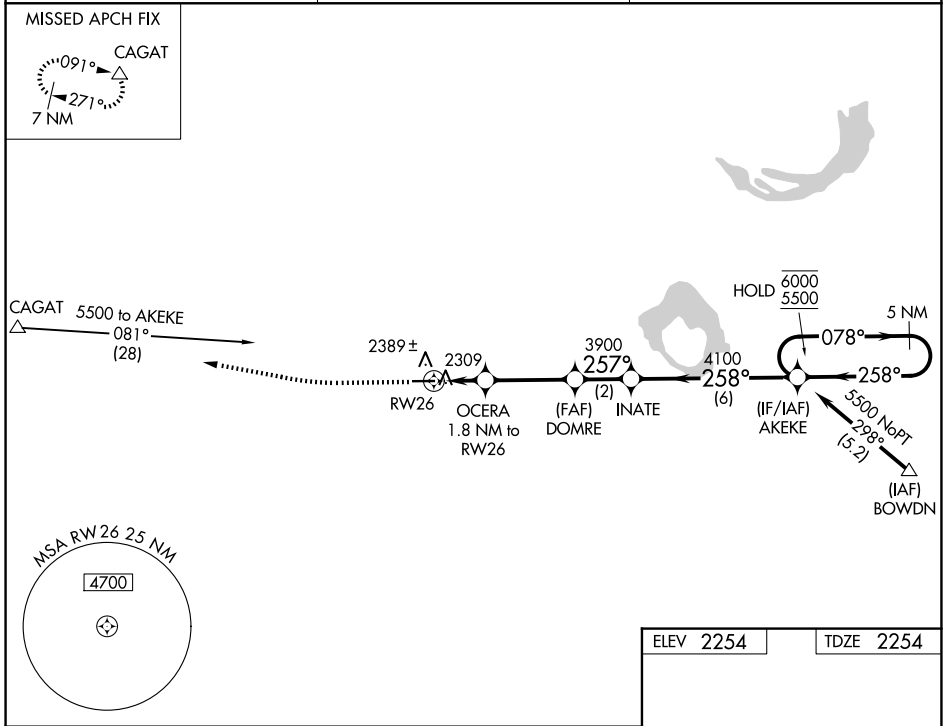 MISSED APCH FIX
CAGAT
091°
271°
7 NM
HOLD 6000
5500
5 NM
078°
258°
CAGAT
5500 to AKEKE
081°
(28)
2389 ±
2309
RW26
OCERA
1.8 NM to
RW26
3900
257°
(2)
(FAF)
DOMRE
INATE
4100
258°
(6)
(IF/IAF)
AKEKE
5500 NoPT
298°
(5.2)
(IAF)
BOWDN
MSA RW26 25 NM
4700
ELEV 2254
TDZE 2254